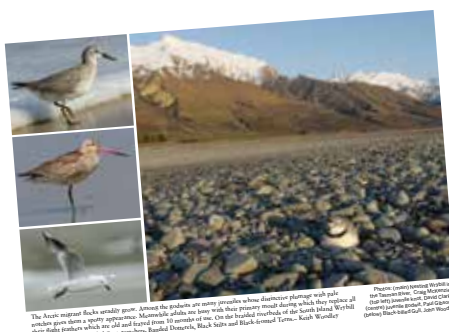 The Arctic migrant flocks steadily grow. Among the godwits are many juveniles whose distinctive plumage with pale
notches gives them a spotty appearance. Meanwhile adults are busy with their primary moult during which they replace all
their flight feathers which are old and frayed from 10 months of use. On the braided riverbeds of the South Island Wrybill
Banded Dotterels, Black Stilts and Black-fronted Terns... Keith Woodley
Photos: (main) Nesting Wrybill
the Tasman River, Craig McKenzie
(top left) juvenile knot, David
(centre) juvenile godwit, Paul Gibson
(below) Black-billed Gull, John